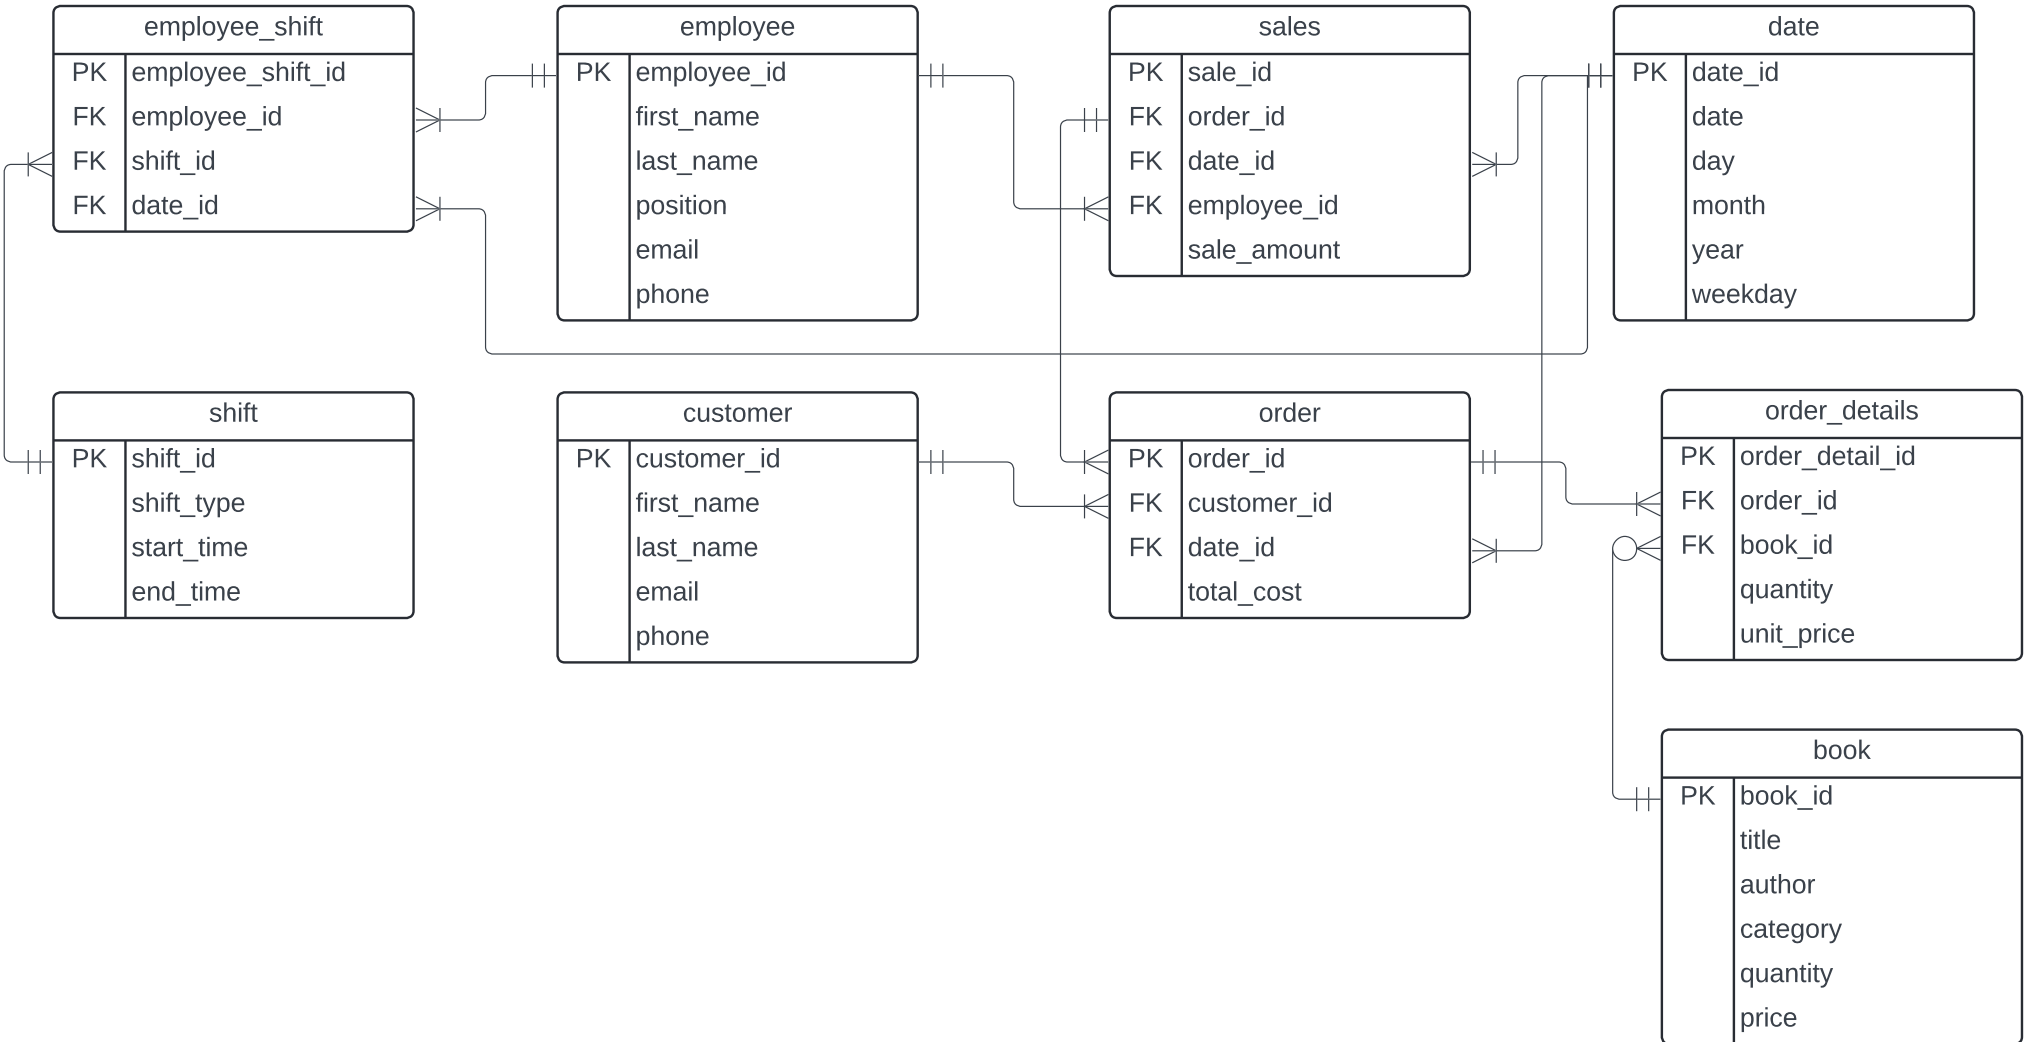 employee_shift
PK employee_shift_id
FK employee_id
FK shift_id
FK date_id
employee
PK employee_id
first_name
last_name
position
email
phone
sales
PK sale_id
FK order_id
FK date_id
FK employee_id
sale_amount
date
PK date_id
date
day
month
year
weekday
shift
PK shift_id
shift_type
start_time
end_time
customer
PK customer_id
first_name
last_name
email
phone
order
PK order_id
FK customer_id
FK date_id
total_cost
order_details
PK order_detail_id
FK order_id
FK book_id
quantity
unit_price
book
PK book_id
title
author
category
quantity
price